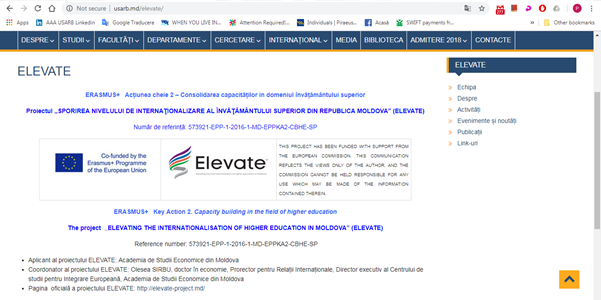 Not secure | usarb.md/elevate/
Apps
AAA USARB Linkedin
Google Traducere
WHEN YOU LIVE IN...
Attention Required!...
Individuals | Piraeus...
Acasă
SWIFT payments fr...
Other bookmarks
DESPRE
STUDII
FACULTĂȚI
DEPARTAMENTE
CERCETARE
INTERNAȚIONAL
MEDIA
BIBLIOTECA
ADMITERE 2018
CONTACTE
ELEVATE
ERASMUS+ Acțiunea cheie 2 – Consolidarea capacităților in domeniul învățământului superior
Proiectul „SPORIREA NIVELULUI DE INTERNAȚIONALIZARE AL ÎNVĂȚĂMÂNTULUI SUPERIOR DIN REPUBLICA MOLDOVA" (ELEVATE)
Număr de referință: 573921-EPP-1-2016-1-MD-EPPKA2-CBHE-SP
Co-funded by the
Erasmus+ Programme
of the European Union
Elevate
THIS PROJECT HAS BEEN FUNDED WITH SUPPORT FROM
THE EUROPEAN COMMISSION. THIS COMMUNICATION
REFLECTS THE VIEWS ONLY OF THE AUTHOR, AND THE
COMMISSION CANNOT BE HELD RESPONSIBLE FOR ANY
USE WHICH MAY BE MADE OF THE INFORMATION
CONTAINED THEREIN.
ERASMUS+ Key Action 2. Capacity building in the field of higher education
The project „ELEVATING THE INTERNATIONALISATION OF HIGHER EDUCATION IN MOLDOVA" (ELEVATE)
Reference number: 573921-EPP-1-2016-1-MD-EPPKA2-CBHE-SP
Aplicant al proiectului ELEVATE: Academia de Studii Economice din Moldova
Coordonator al proiectului ELEVATE: Olesea SIRBU, doctor în economie, Prorector pentru Relații Internaționale, Director executiv al Centrului de
studii pentru Integrare Europeană, Academia de Studii Economice din Moldova
Pagina oficială a proiectului ELEVATE: http://elevate-project.md/
ELEVATE
Echipa
Despre
Activități
Evenimente și noutăți
Publicații
Link-uri